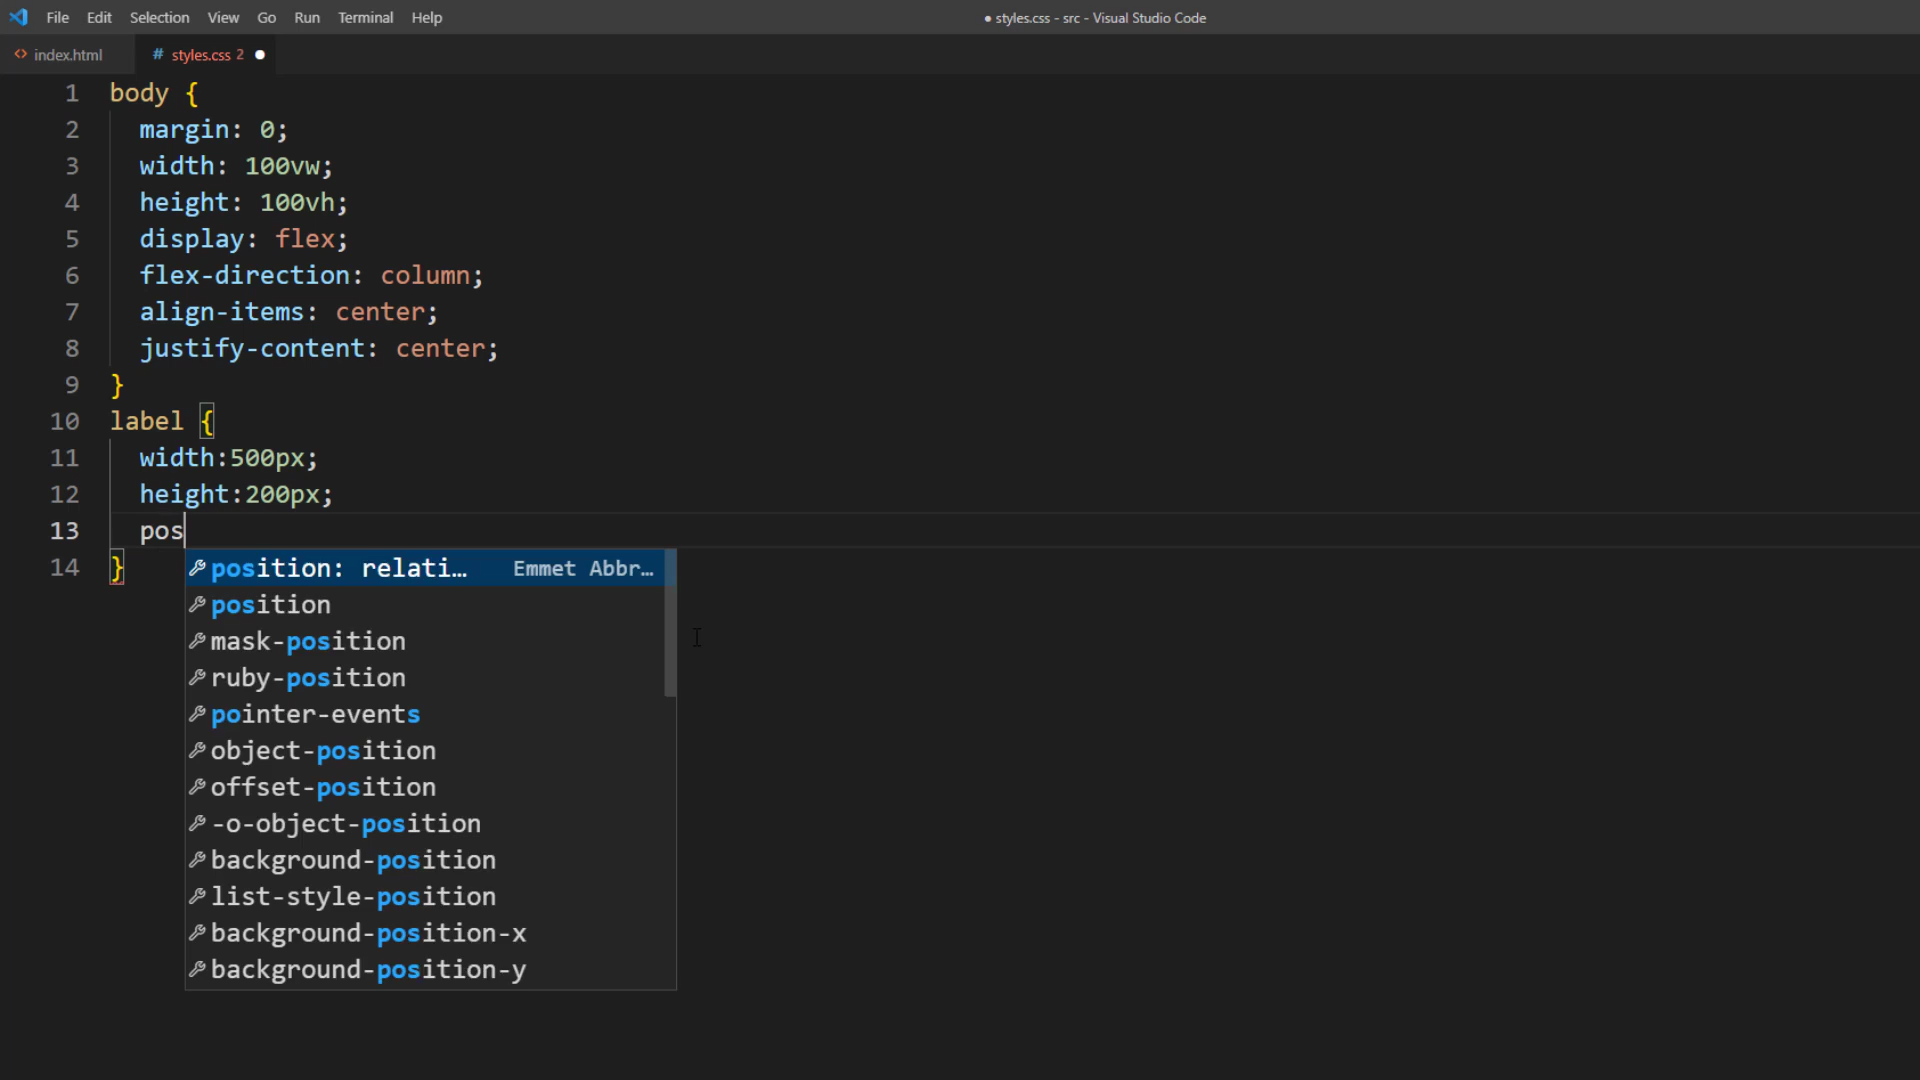 File Edit Selection View Go Run Terminal Help
● styles.css - src - Visual Studio Code
<> index.html
# styles.css 2 ●
1 body {
2 margin: 0;
3 width: 100vw;
4 height: 100vh;
5 display: flex;
6 flex-direction: column;
7 align-items: center;
8 justify-content: center;
9 }
10 label {
11 width:500px;
12 height:200px;
13 pos
14 }
position: relati… Emmet Abbr…
position
mask-position
ruby-position
pointer-events
object-position
offset-position
-o-object-position
background-position
list-style-position
background-position-x
background-position-y